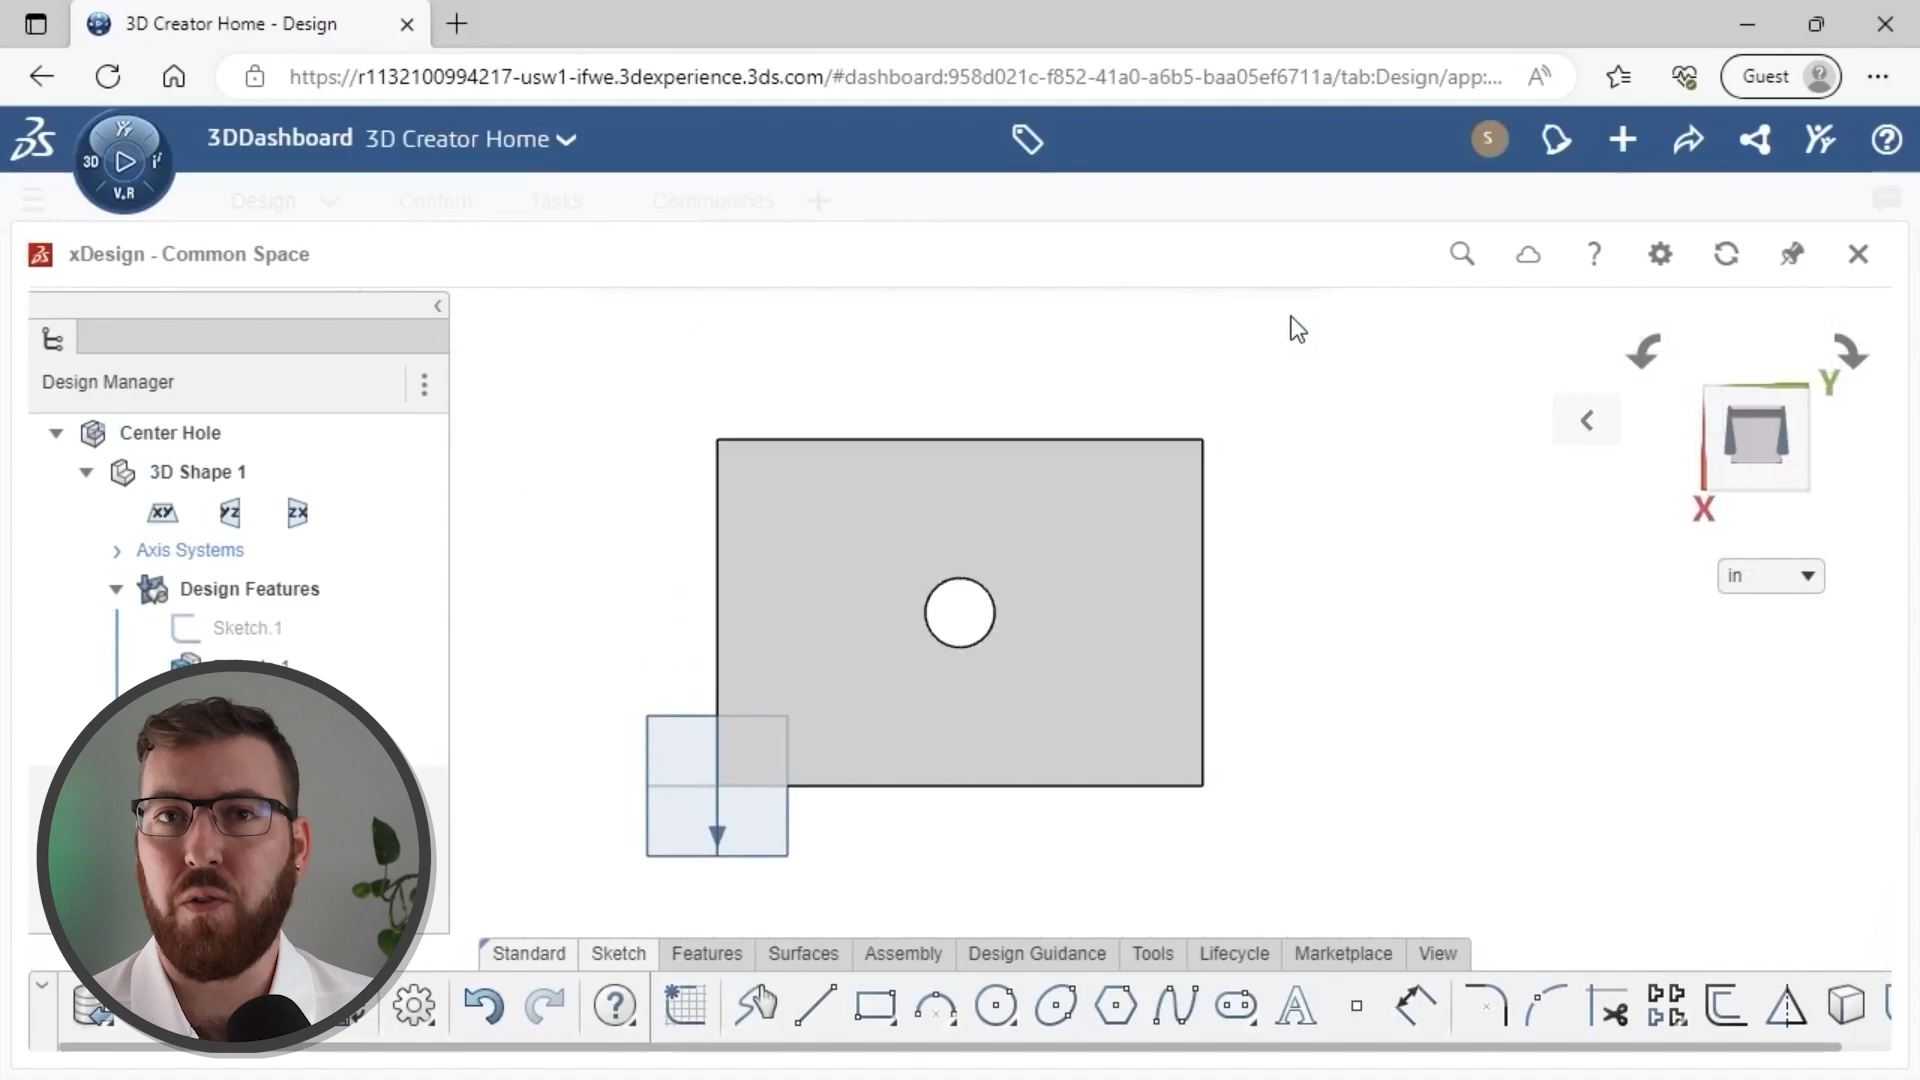 3D Creator Home - Design
https://r1132100994217-usw1-ifwe.3dexperience.3ds.com/#dashboard:958d021c-f852-41a0-a6b5-baa05ef6711a/tab:Design/app:...
A
Guest
3DDashboard 3D Creator Home
S
3D
V.R
Design
Content
Tasks
Communities
xDesign - Common Space
?
Design Manager
Center Hole
3D Shape 1
XY
YZ
ZX
Axis Systems
Design Features
Sketch.1
Y
X
in
Standard
Sketch
Features
Surfaces
Assembly
Design Guidance
Tools
Lifecycle
Marketplace
View
?
A